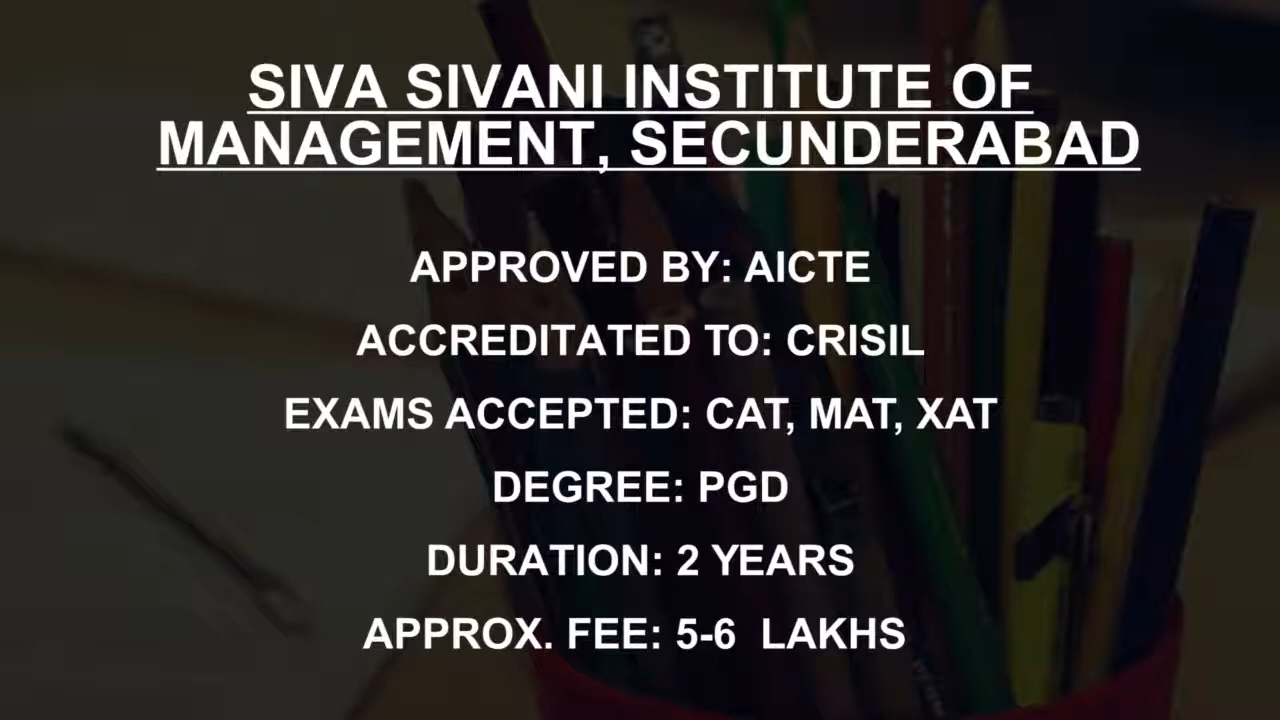 SIVA SIVANI INSTITUTE OF
MANAGEMENT, SECUNDERABAD
APPROVED BY: AICTE
ACCREDITATED TO: CRISIL
EXAMS ACCEPTED: CAT, MAT, XAT
DEGREE: PGD
DURATION: 2 YEARS
APPROX. FEE: 5-6 LAKHS